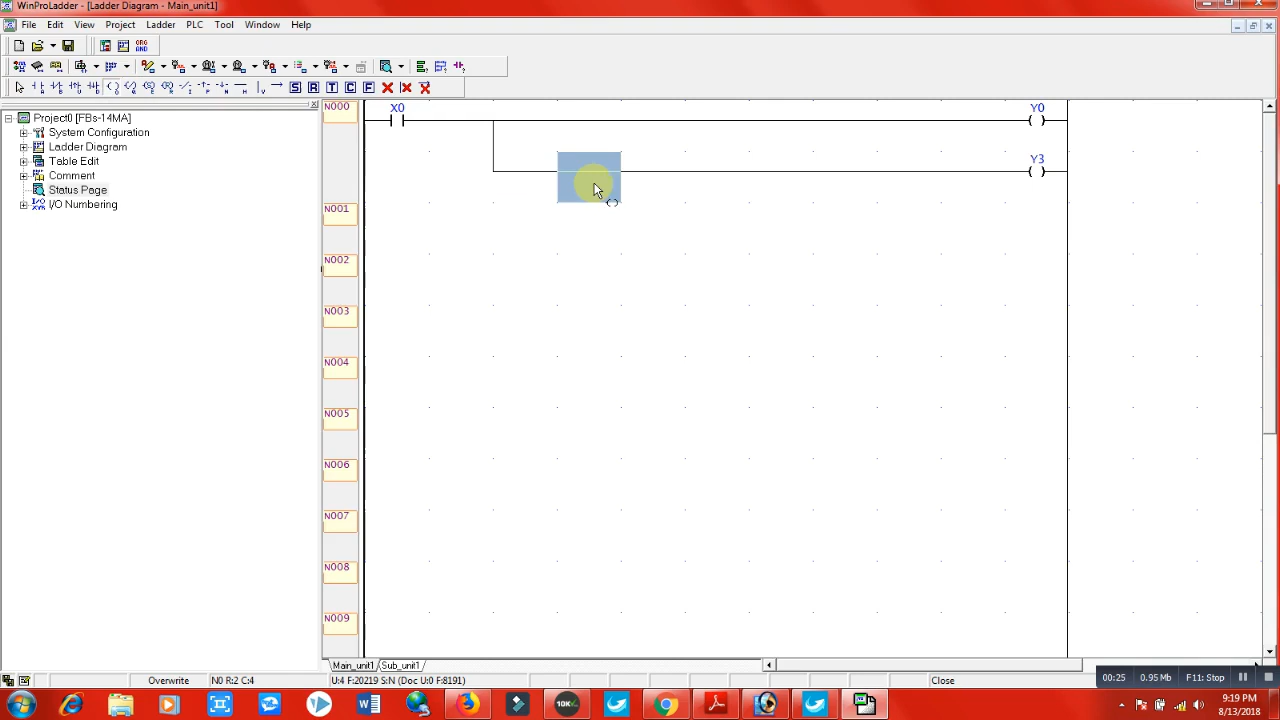 WinProLadder - [Ladder Diagram - Main_unit1]
File Edit View Project Ladder PLC Tool Window Help
ORG
AND
S R T C F
Project0 [FBs-14MA]
System Configuration
Ladder Diagram
Table Edit
Comment
Status Page
I/O Numbering
N000 X0 Y0
Y3
N001
N002
N003
N004
N005
N006
N007
N008
N009
Main_unit1 Sub_unit1
Overwrite N0 R:2 C:4 U:4 F:20219 S:N (Doc U:0 F:8191) Close
00:25 0.95 Mb F11: Stop
10K
9:19 PM
8/13/2018